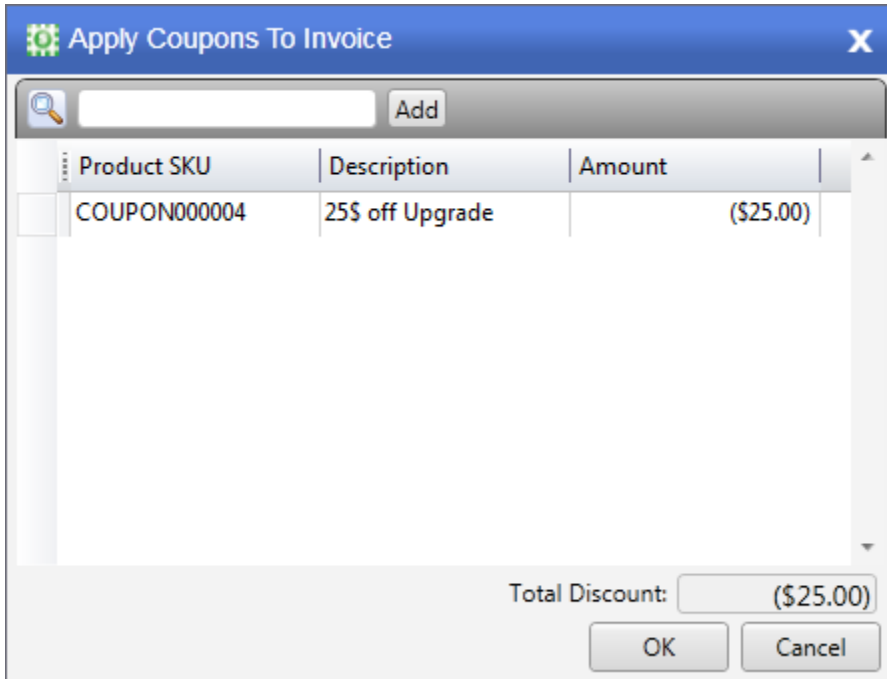 Apply Coupons To Invoice
Add
Product SKU Description Amount
COUPON000004 25$ off Upgrade ($25.00)
Total Discount: ($25.00)
OK Cancel